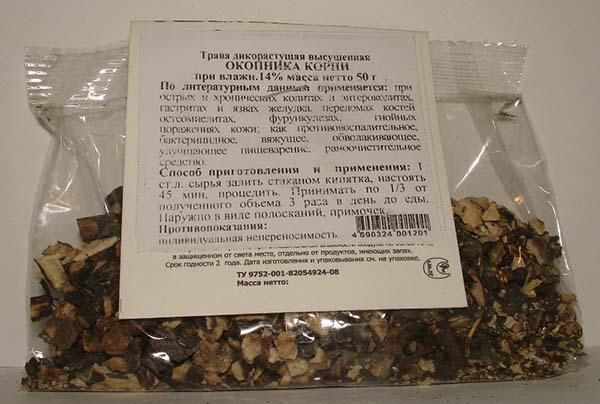 Трава дикорастущая высушенная
ОКОПНИКА КОРНИ
при влажн.14% масса нетто 50 г
По литературным данным применяется: при
острых и хронических колитах и энтероколитах,
гастритах и язвах желудка, переломах костей
остеомиелитах, фурункулезах, гнойных
поражениях кожи; как противовоспалительное,
бактерицидное, вяжущее, обволакивающее,
улучшающее пищеварение, раноочистительное
средство.
Способ приготовления и применения: 1
ст.л. сырья залить стаканом кипятка, настоять
45 мин, процедить. Принимать по 1/3 от
полученного объема 3 раза в день до еды.
Наружно в виде полосканий, примочек.
Противопоказания:
индивидуальная непереносимость.
4 690324 001201
в защищенном от света месте, отдельно от продуктов, имеющих запах.
Срок годности 2 года. Дата изготовления и упаковывания см. на упаковке.
ТУ 9752-001-82054924-08
Масса нетто: